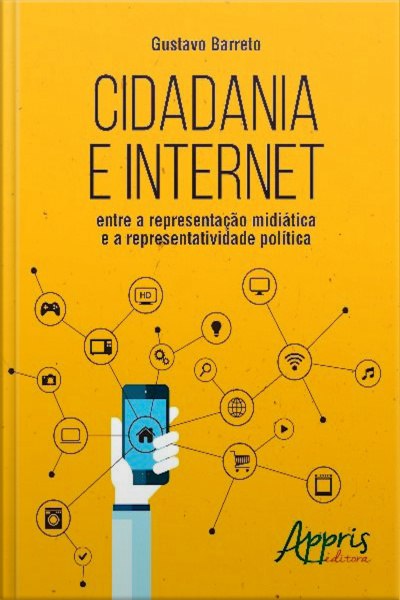 Gustavo Barreto
CIDADANIA
E INTERNET
entre a representação midiática
e a representatividade política
HD
Appris
editora